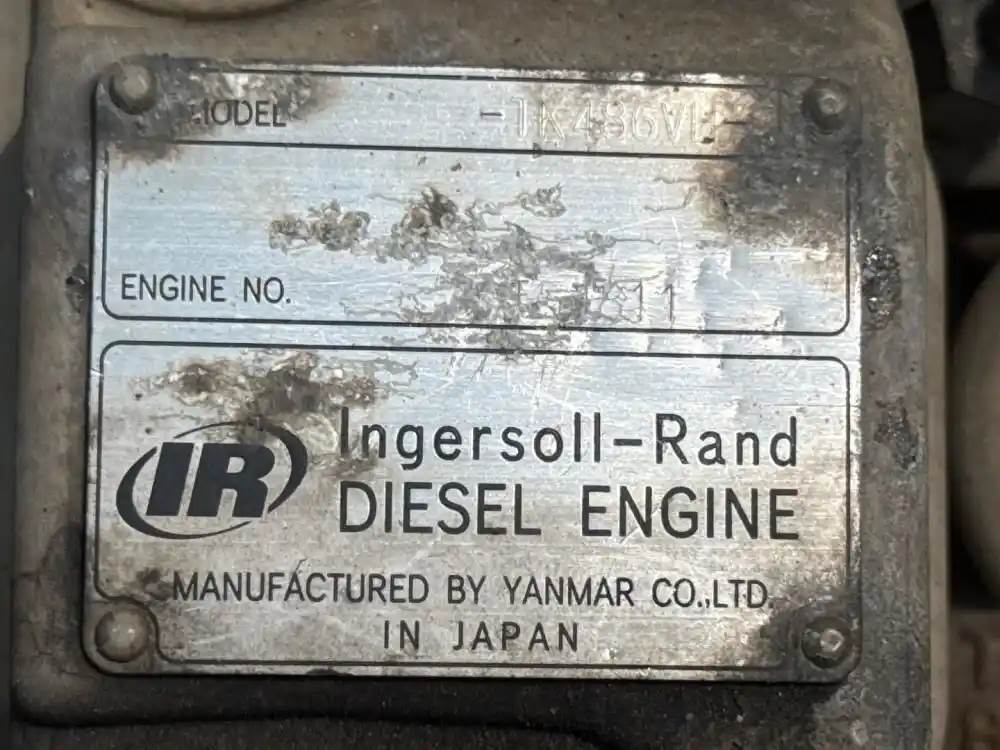 MODEL
ENGINE NO.
IR
Ingersoll-Rand
DIESEL ENGINE
MANUFACTURED BY YANMAR CO.,LTD.
IN JAPAN